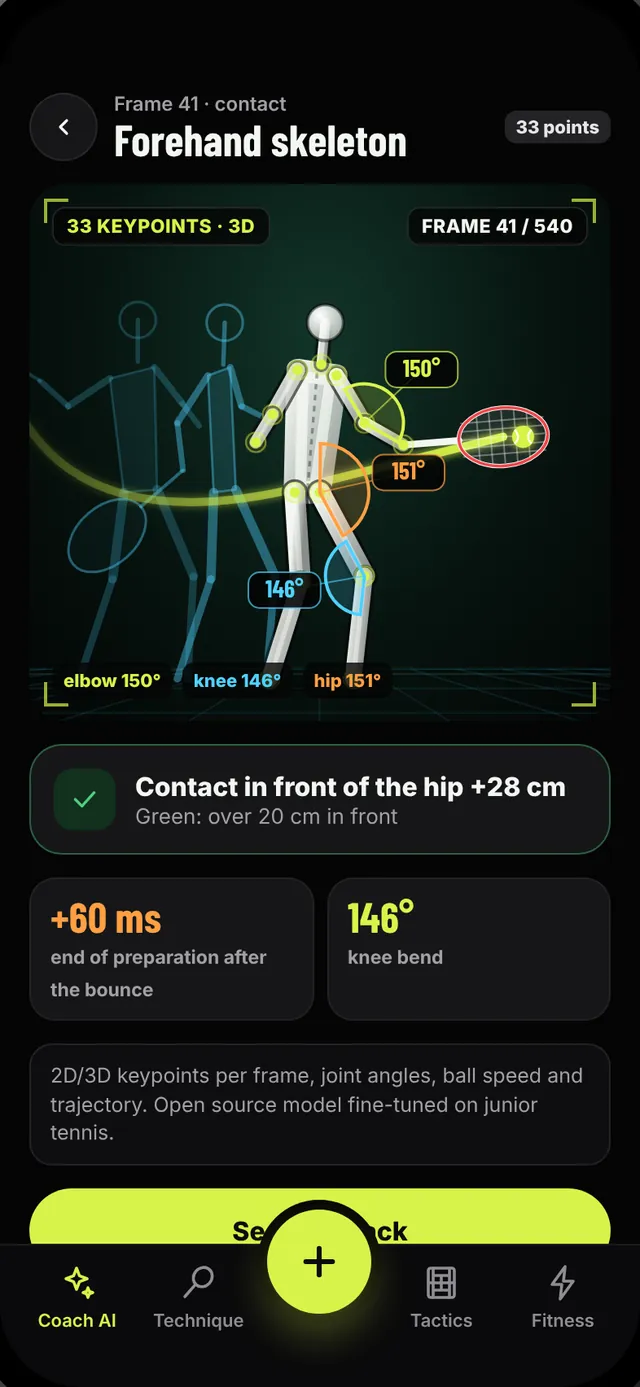 Frame 41 · contact
Forehand skeleton
33 points
33 KEYPOINTS · 3D
FRAME 41 / 540
150°
151°
146°
elbow 150°
knee 146°
hip 151°
Contact in front of the hip +28 cm
Green: over 20 cm in front
+60 ms
end of preparation after
the bounce
146°
knee bend
2D/3D keypoints per frame, joint angles, ball speed and
trajectory. Open source model fine-tuned on junior
tennis.
Coach AI
Technique
Tactics
Fitness